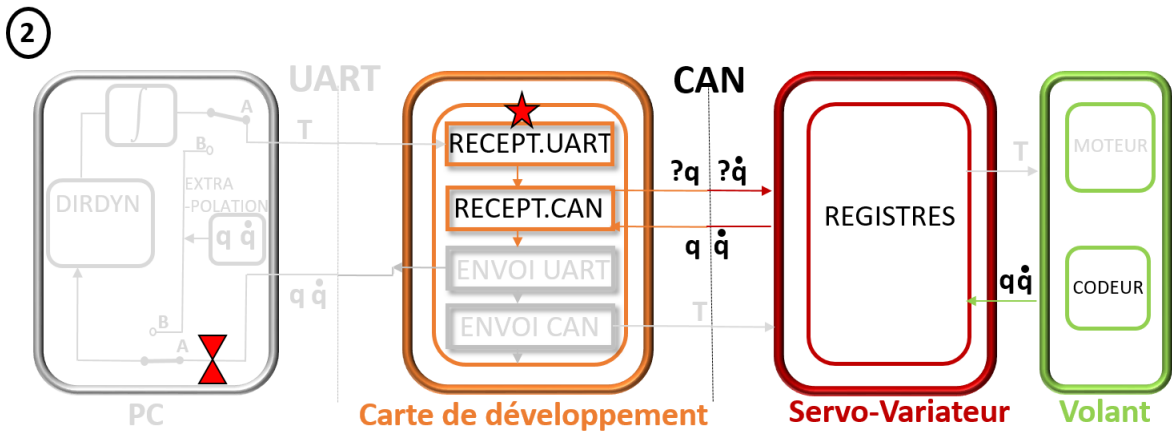 2
UART
CAN
∫
A
B
T
RECEPT.UART
?q ?q̇
MOTEUR
T
DIRDYN
EXTRA
-POLATION
q q̇
RECEPT.CAN
REGISTRES
q q̇
ENVOI UART
q q̇
CODEUR
q q̇
B
A
ENVOI CAN
T
PC
Carte de développement
Servo-Variateur
Volant